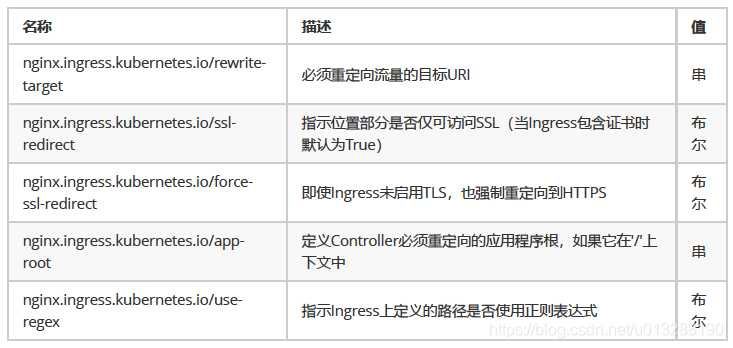 名称 描述 值
nginx.ingress.kubernetes.io/rewrite-
target
必须重定向流量的目标URI
串
nginx.ingress.kubernetes.io/ssl-
redirect
指示位置部分是否仅可访问SSL（当Ingress包含证书时
默认为True）
布
尔
nginx.ingress.kubernetes.io/force-
ssl-redirect
即使Ingress未启用TLS，也强制重定向到HTTPS
布
尔
nginx.ingress.kubernetes.io/app-
root
定义Controller必须重定向的应用程序根，如果它在'/'上
下文中
串
nginx.ingress.kubernetes.io/use-
regex
指示Ingress上定义的路径是否使用正则表达式
布
尔
https://blog.csdn.net/u013288190